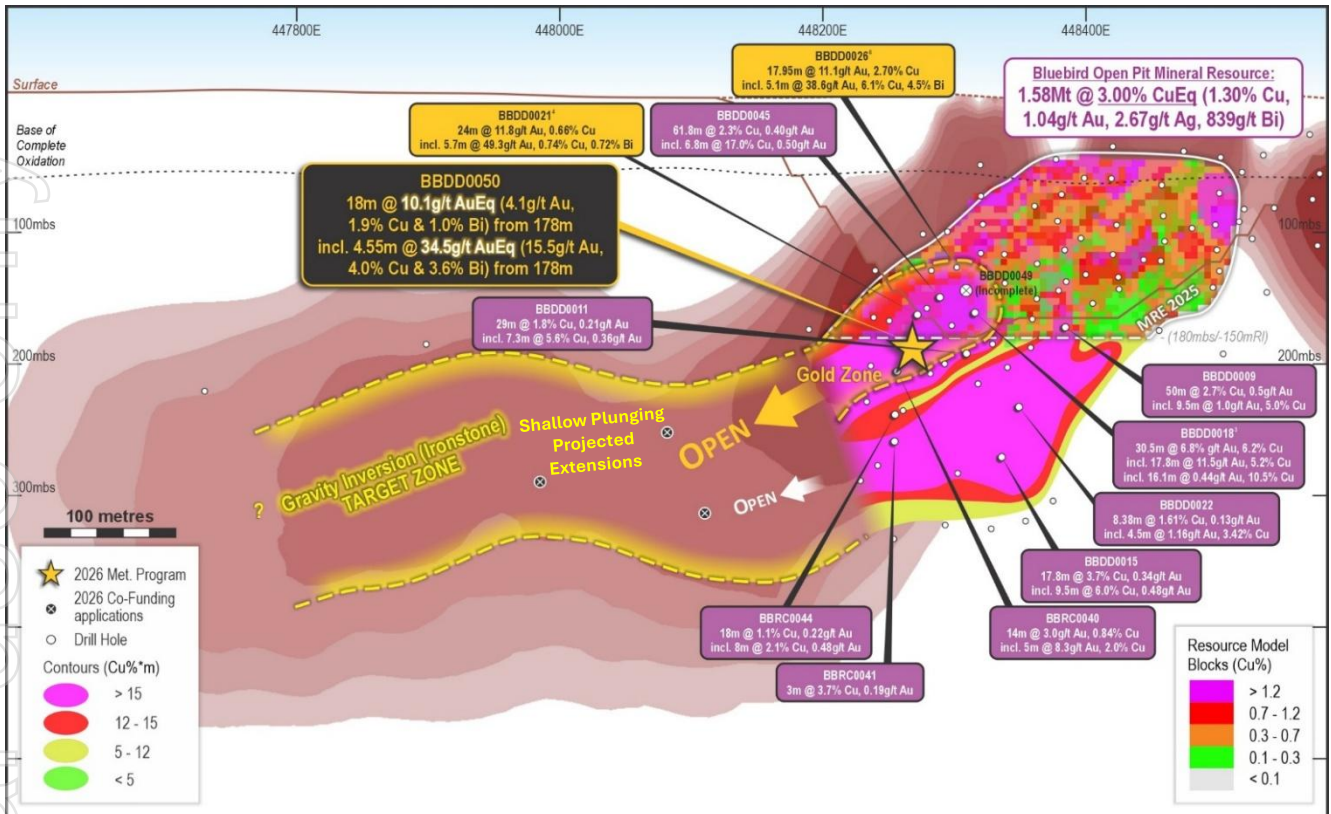 447800E
448000E
448200E
448400E
Surface
Base of
Complete
Oxidation
BBDD0026⁶
17.95m @ 11.1g/t Au, 2.70% Cu
incl. 5.1m @ 38.6g/t Au, 6.1% Cu, 4.5% Bi
Bluebird Open Pit Mineral Resource:
1.58Mt @ 3.00% CuEq (1.30% Cu,
1.04g/t Au, 2.67g/t Ag, 839g/t Bi)
BBDD0021⁴
24m @ 11.8g/t Au, 0.66% Cu
incl. 5.7m @ 49.3g/t Au, 0.74% Cu, 0.72% Bi
BBDD0045
61.8m @ 2.3% Cu, 0.40g/t Au
incl. 6.8m @ 17.0% Cu, 0.50g/t Au
BBDD0050
18m @ 10.1g/t AuEq (4.1g/t Au,
1.9% Cu & 1.0% Bi) from 178m
incl. 4.55m @ 34.5g/t AuEq (15.5g/t Au,
4.0% Cu & 3.6% Bi) from 178m
100mbs
100mbs
BBDD0049
(Incomplete)
BBDD0011
29m @ 1.8% Cu, 0.21g/t Au
incl. 7.3m @ 5.6% Cu, 0.36g/t Au
MRE 2025
(180mbs/-150mRl)
200mbs
200mbs
Gold Zone
BBDD0009
50m @ 2.7% Cu, 0.5g/t Au
incl. 9.5m @ 1.0g/t Au, 5.0% Cu
Shallow Plunging
Projected
Extensions
OPEN
Gravity Inversion (Ironstone)
TARGET ZONE
?
BBDD0018³
30.5m @ 6.8% g/t Au, 6.2% Cu
incl. 17.8m @ 11.5g/t Au, 5.2% Cu
incl. 16.1m @ 0.44g/t Au, 10.5% Cu
300mbs
300mbs
OPEN
BBDD0022
8.38m @ 1.61% Cu, 0.13g/t Au
incl. 4.5m @ 1.16g/t Au, 3.42% Cu
100 metres
BBDD0015
17.8m @ 3.7% Cu, 0.34g/t Au
incl. 9.5m @ 6.0% Cu, 0.48g/t Au
BBRC0044
18m @ 1.1% Cu, 0.22g/t Au
incl. 8m @ 2.1% Cu, 0.48g/t Au
BBRC0040
14m @ 3.0g/t Au, 0.84% Cu
incl. 5m @ 8.3g/t Au, 2.0% Cu
BBRC0041
3m @ 3.7% Cu, 0.19g/t Au
2026 Met. Program
2026 Co-Funding
applications
Drill Hole
Contours (Cu%*m)
> 15
12 - 15
5 - 12
< 5
Resource Model
Blocks (Cu%)
> 1.2
0.7 - 1.2
0.3 - 0.7
0.1 - 0.3
< 0.1